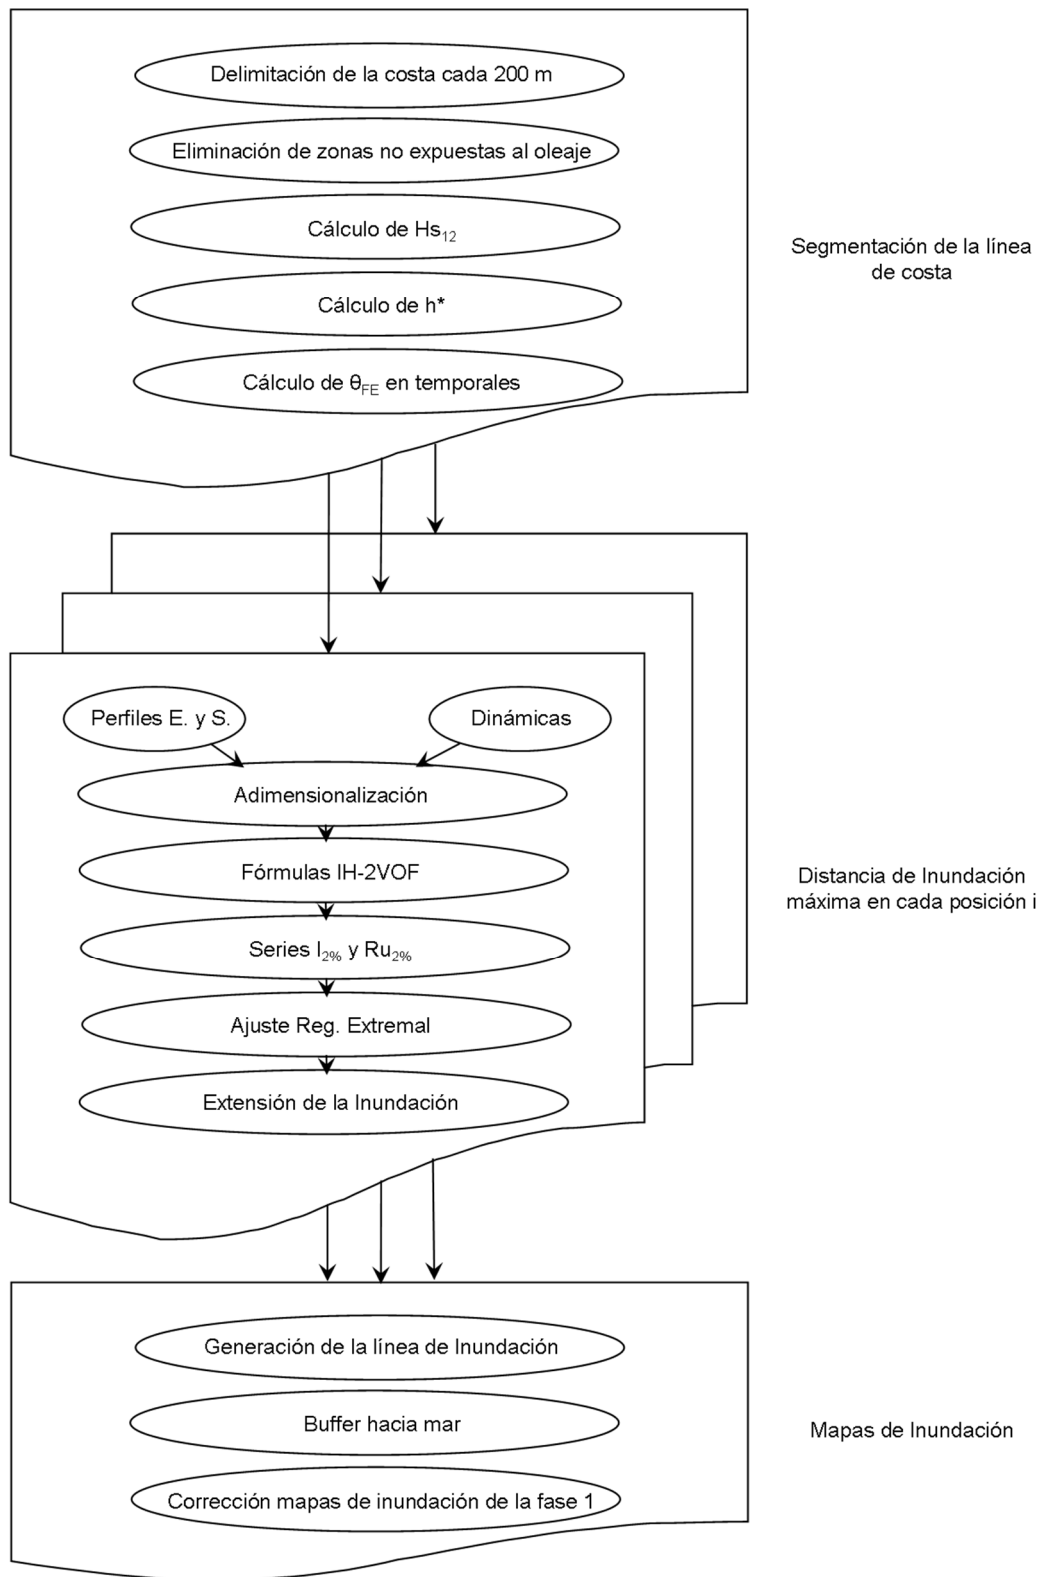 Delimitación de la costa cada 200 m
Eliminación de zonas no expuestas al oleaje
Cálculo de Hs12
Cálculo de h*
Cálculo de θFE en temporales
Segmentación de la línea
de costa
Perfiles E. y S.
Dinámicas
Adimensionalización
Fórmulas IH-2VOF
Series I2% y Ru2%
Ajuste Reg. Extremal
Extensión de la Inundación
Distancia de Inundación
máxima en cada posición i
Generación de la línea de Inundación
Buffer hacia mar
Corrección mapas de inundación de la fase 1
Mapas de Inundación